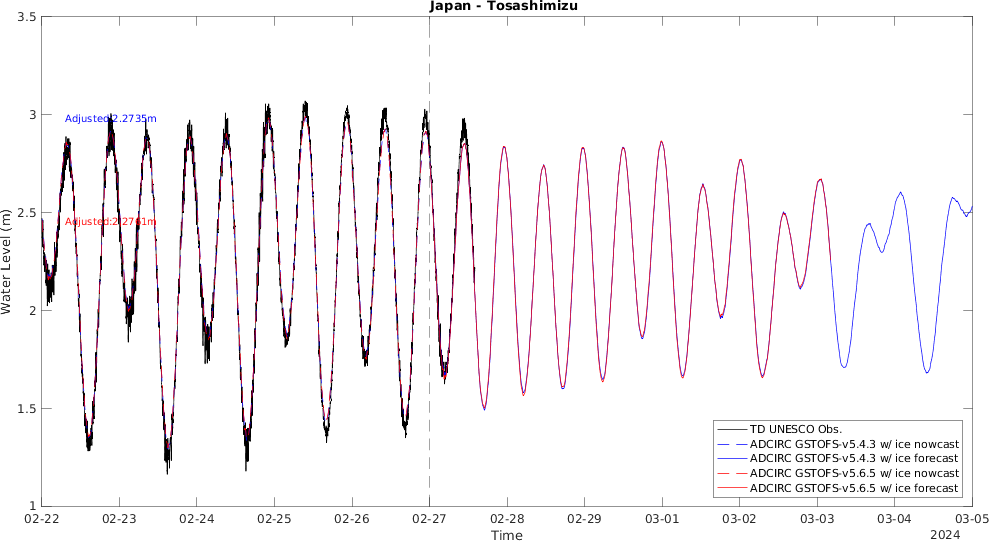 Japan - Tosashimizu
3.5
3
2.5
2
1.5
1
Water Level (m)
Adjusted:2.2735m
Adjusted:2.2761m
TD UNESCO Obs.
ADCIRC GSTOFS-v5.4.3 w/ ice nowcast
ADCIRC GSTOFS-v5.4.3 w/ ice forecast
ADCIRC GSTOFS-v5.6.5 w/ ice nowcast
ADCIRC GSTOFS-v5.6.5 w/ ice forecast
02-22 02-23 02-24 02-25 02-26 02-27 02-28 02-29 03-01 03-02 03-03 03-04 03-05
Time
2024